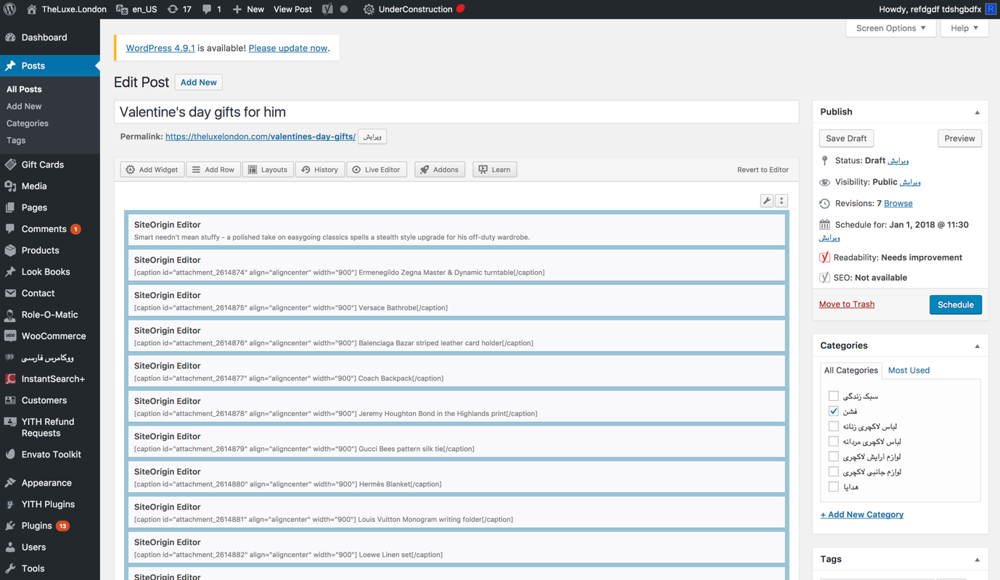 TheLuxe.London
en_US
17
1
New
View Post
UnderConstruction
Howdy, refdgdf tdshgbdfx
R
Dashboard
Posts
All Posts
Add New
Categories
Tags
Gift Cards
Media
Pages
Comments 1
Products
Look Books
Contact
Role-O-Matic
WooCommerce
ووکامرس فارسی
InstantSearch+
Customers
YITH Refund
Requests
Envato Toolkit
Appearance
YITH Plugins
Plugins 13
Users
Tools
Screen Options
Help
WordPress 4.9.1 is available! Please update now.
Edit Post
Add New
Valentine's day gifts for him
Permalink: https://theluxelondon.com/valentines-day-gifts/ ویرایش
Add Widget
Add Row
Layouts
History
Live Editor
Addons
Learn
Revert to Editor
SiteOrigin Editor
Smart needn't mean stuffy - a polished take on easygoing classics spells a stealth style upgrade for his off-duty wardrobe.
SiteOrigin Editor
[caption id="attachment_2614874" align="aligncenter" width="900"] Ermenegildo Zegna Master & Dynamic turntable[/caption]
SiteOrigin Editor
[caption id="attachment_2614875" align="aligncenter" width="900"] Versace Bathrobe[/caption]
SiteOrigin Editor
[caption id="attachment_2614876" align="aligncenter" width="900"] Balenciaga Bazar striped leather card holder[/caption]
SiteOrigin Editor
[caption id="attachment_2614877" align="aligncenter" width="900"] Coach Backpack[/caption]
SiteOrigin Editor
[caption id="attachment_2614878" align="aligncenter" width="900"] Jeremy Houghton Bond in the Highlands print[/caption]
SiteOrigin Editor
[caption id="attachment_2614879" align="aligncenter" width="900"] Gucci Bees pattern silk tie[/caption]
SiteOrigin Editor
[caption id="attachment_2614880" align="aligncenter" width="900"] Hermès Blanket[/caption]
SiteOrigin Editor
[caption id="attachment_2614881" align="aligncenter" width="900"] Louis Vuitton Monogram writing folder[/caption]
SiteOrigin Editor
[caption id="attachment_2614882" align="aligncenter" width="900"] Loewe Linen set[/caption]
SiteOrigin Editor
Publish
Save Draft
Preview
Status: Draft ویرایش
Visibility: Public ویرایش
Revisions: 7 Browse
Schedule for: Jan 1, 2018 @ 11:30
ویرایش
Readability: Needs improvement
SEO: Not available
Move to Trash
Schedule
Categories
All Categories
Most Used
سبک زندگی
فشن
لباس لاکچری زنانه
لباس لاکچری مردانه
لوازم آرایش لاکچری
لوازم جانبی لاکچری
هدایا
+ Add New Category
Tags